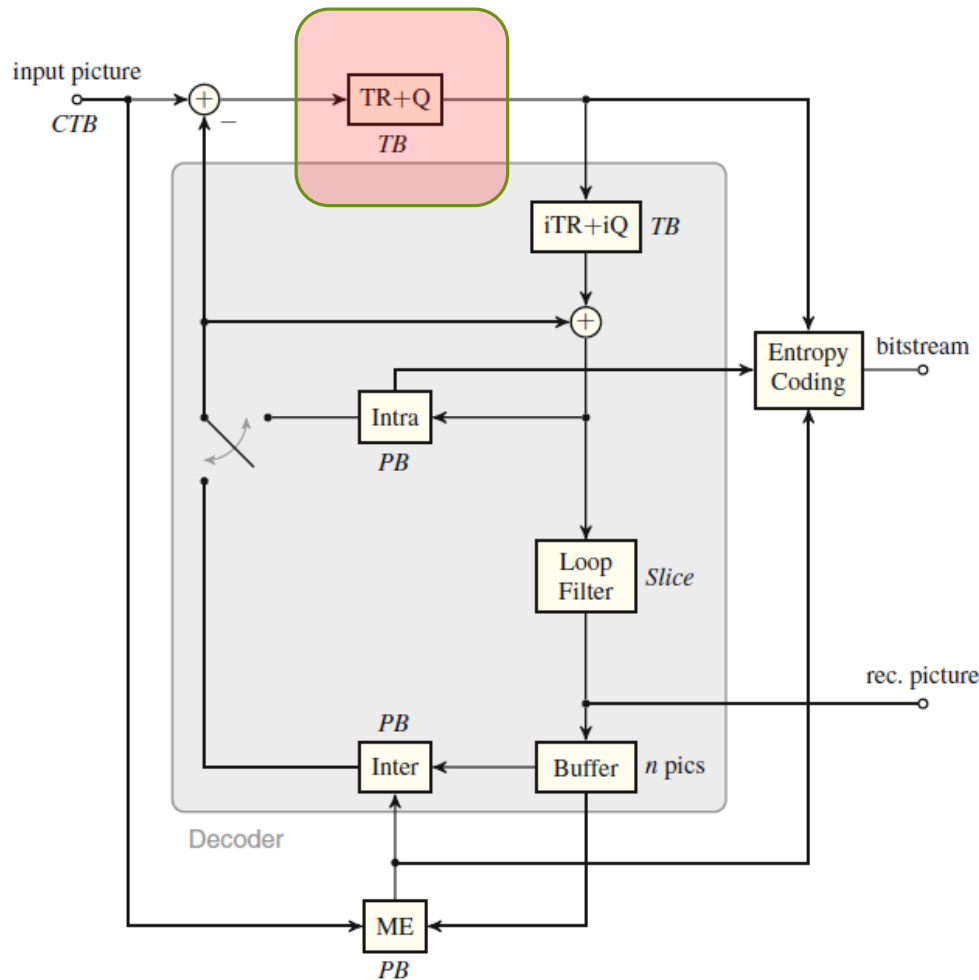 input picture
CTB
+
−
TR+Q
TB
iTR+iQ
TB
+
Entropy
Coding
bitstream
Intra
PB
Loop
Filter
Slice
rec. picture
PB
Inter
Buffer
n pics
Decoder
ME
PB